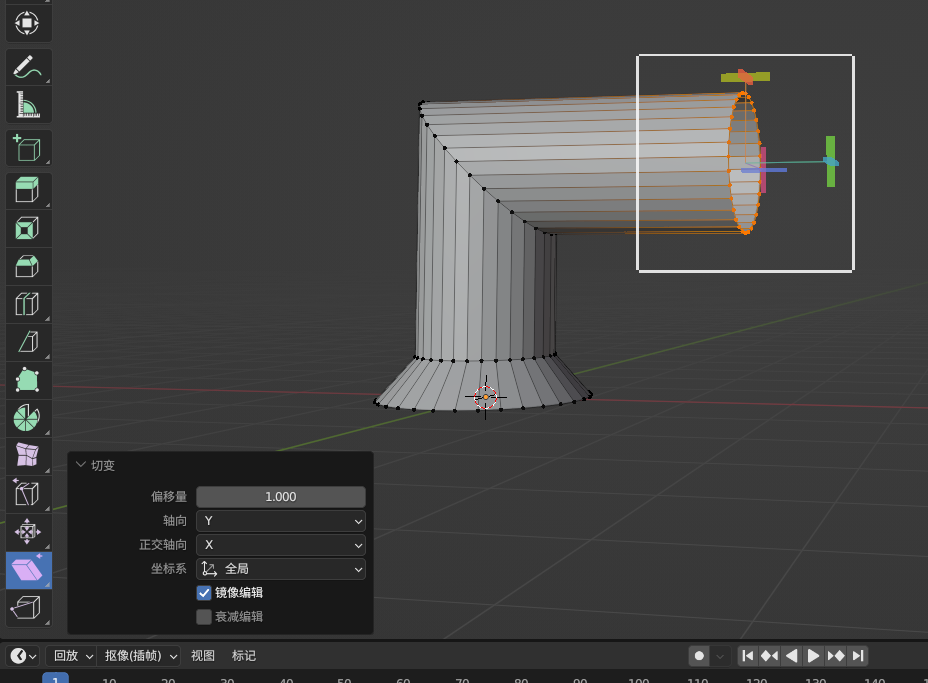 切变
偏移量 1.000
轴向 Y
正交轴向 X
坐标系 全局
镜像编辑
衰减编辑
回放 抠像(插帧) 视图 标记
1 10 20 30 40 50 60 70 80 90 100 110 120 130 140